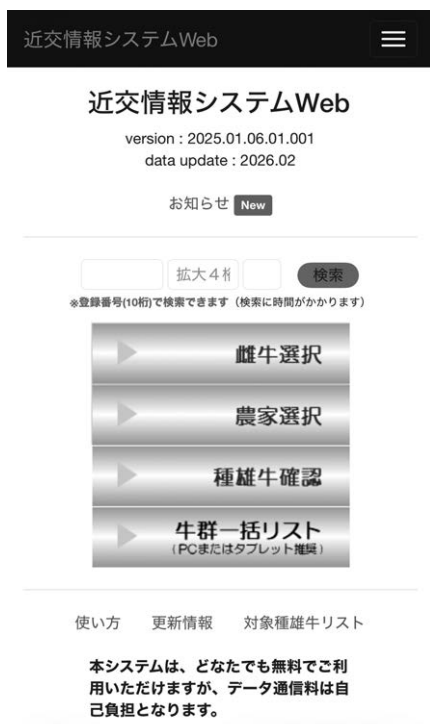 近交情報システムWeb
近交情報システムWeb
version : 2025.01.06.01.001
data update : 2026.02
お知らせ New
拡大４桁 検索
※登録番号(10桁)で検索できます（検索に時間がかかります）
雌牛選択
農家選択
種雄牛確認
牛群一括リスト
(PCまたはタブレット推奨)
使い方 更新情報 対象種雄牛リスト
本システムは、どなたでも無料でご利
用いただけますが、データ通信料は自
己負担となります。